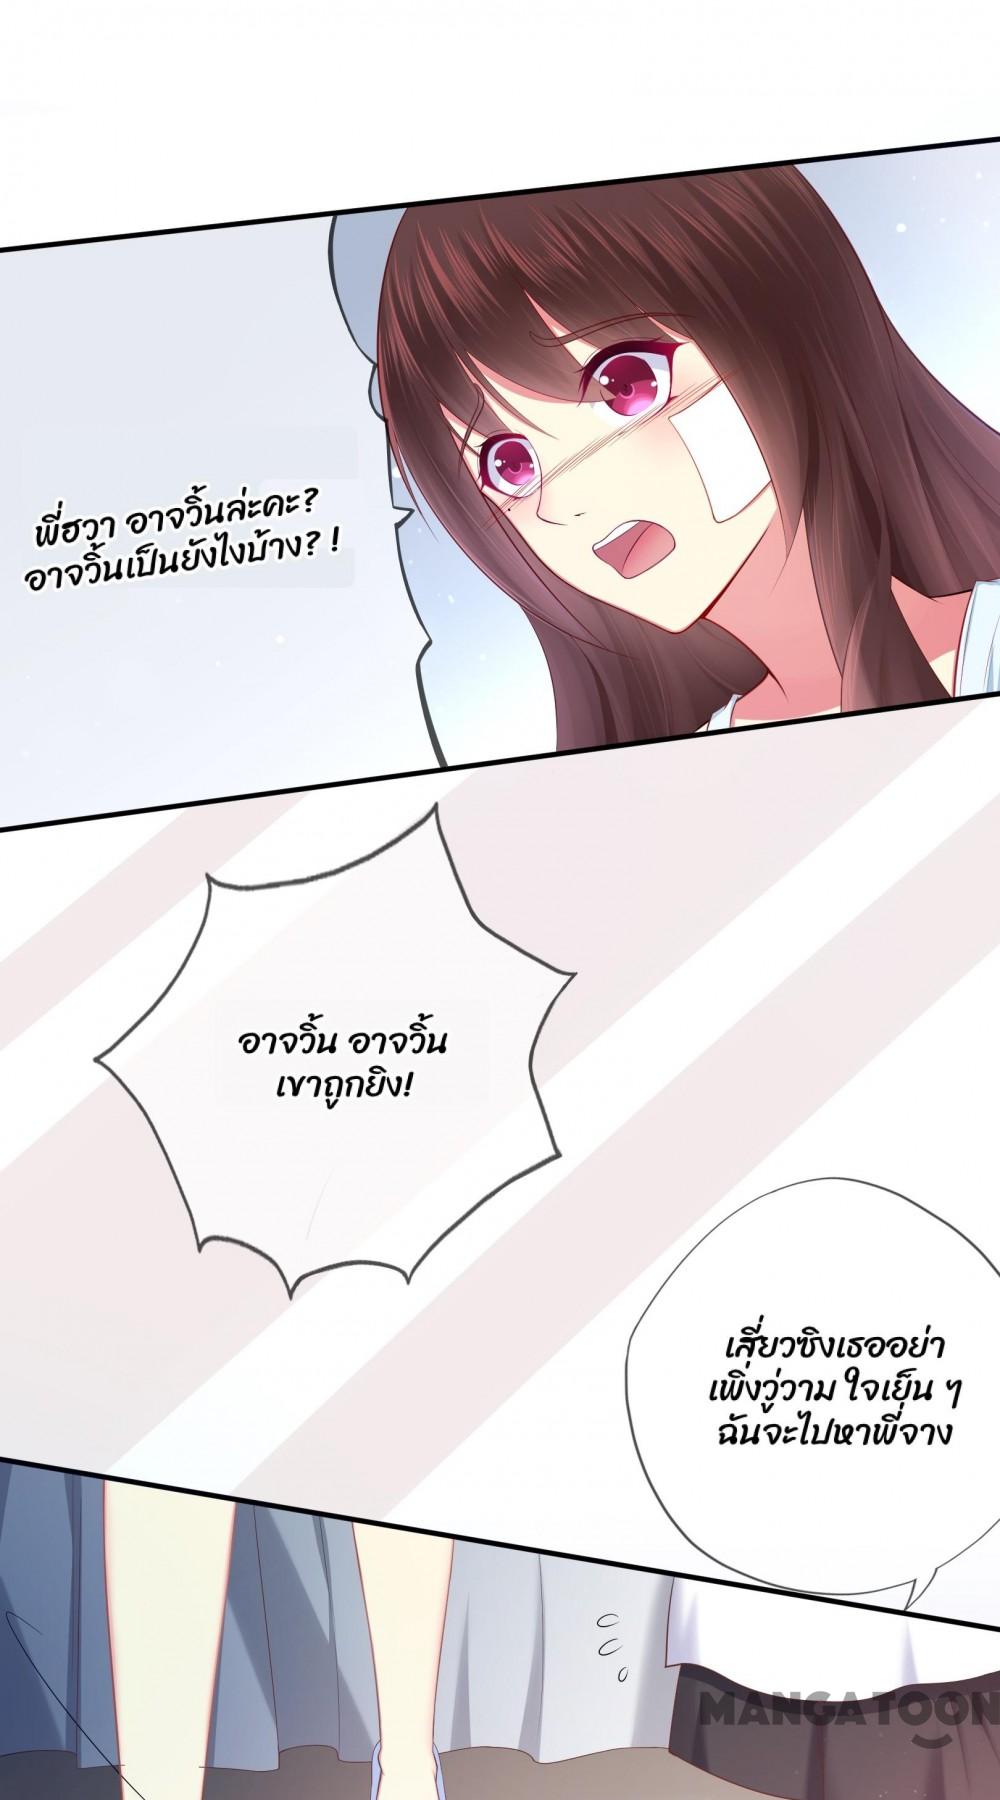 พี่ฮวา อาจวิ้นล่ะคะ?
อาจวิ้นเป็นยังไงบ้าง?!
อาจวิ้น อาจวิ้น
เขาถูกยิง!
เสี่ยวซิงเธออย่า
เพิ่งวู่วาม ใจเย็น ๆ
ฉันจะไปหาพี่จาง
MANGATOON